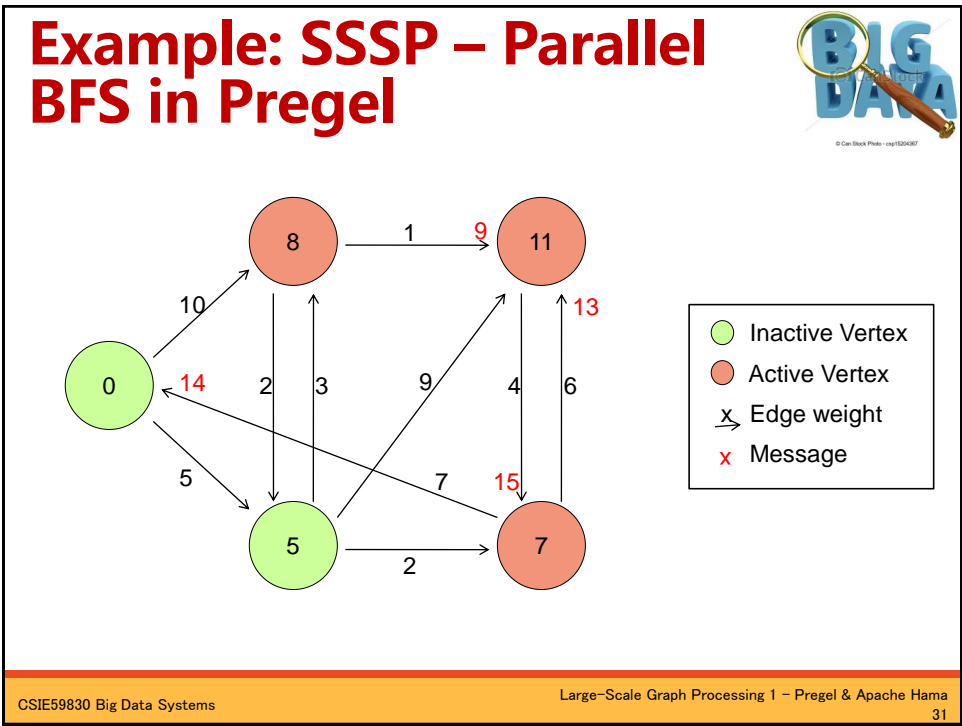 Example: SSSP – Parallel
BFS in Pregel
BIG
DATA
(c) Can Stock
© Can Stock Photo - csp15204367
8
1
9
11
10
13
0
14
2
3
9
4
6
5
7
15
5
2
7
Inactive Vertex
Active Vertex
x Edge weight
x Message
CSIE59830 Big Data Systems
Large-Scale Graph Processing 1 - Pregel & Apache Hama
31